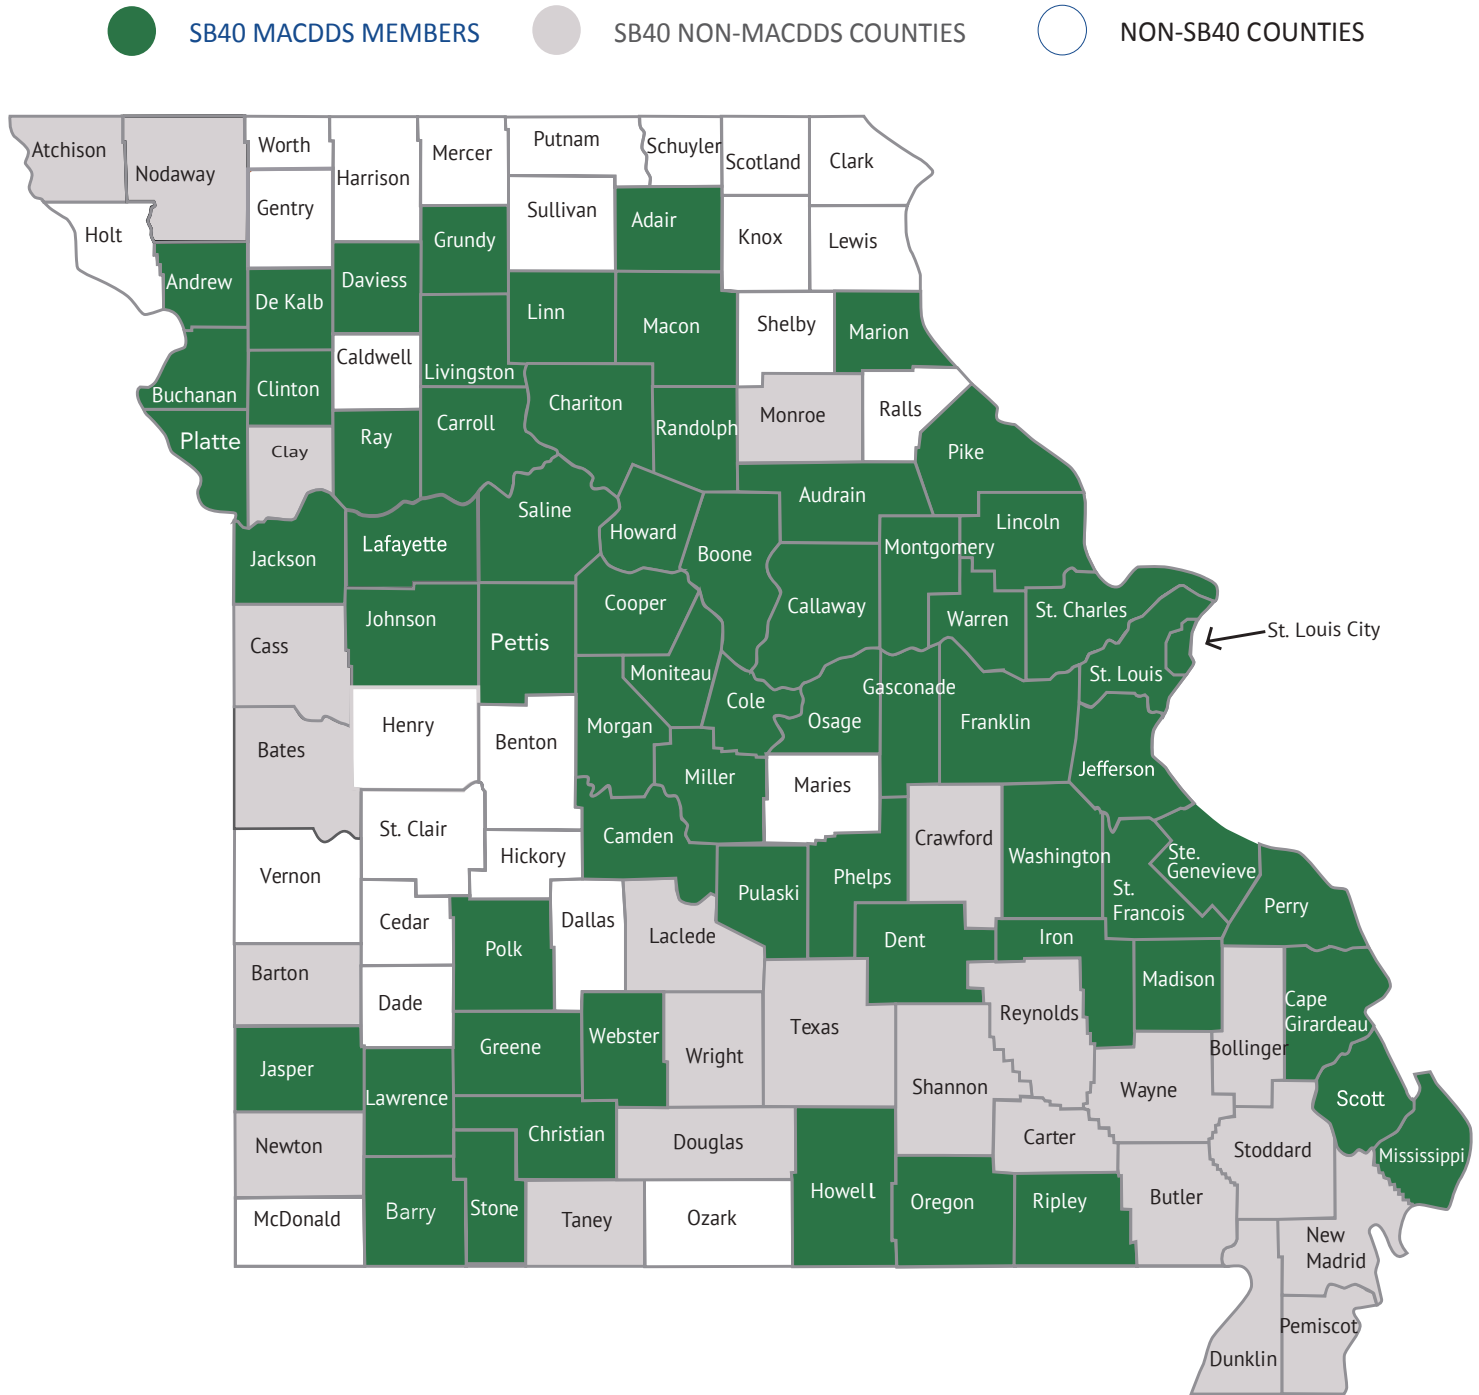 SB40 MACDDS MEMBERS
SB40 NON-MACDDS COUNTIES
NON-SB40 COUNTIES
Atchison
Nodaway
Worth
Harrison
Mercer
Putnam
Schuyler
Scotland
Clark
Holt
Gentry
Sullivan
Adair
Knox
Lewis
Andrew
De Kalb
Daviess
Grundy
Linn
Macon
Shelby
Marion
Buchanan
Clinton
Caldwell
Livingston
Chariton
Randolph
Monroe
Ralls
Platte
Clay
Ray
Carroll
Pike
Saline
Howard
Boone
Audrain
Montgomery
Lincoln
Jackson
Lafayette
Cooper
Callaway
Warren
St. Charles
St. Louis City
Cass
Johnson
Pettis
Moniteau
Cole
Osage
Gasconade
Franklin
St. Louis
Bates
Henry
Benton
Morgan
Miller
Maries
Jefferson
St. Clair
Hickory
Camden
Pulaski
Phelps
Crawford
Washington
St.
Francois
Ste.
Genevieve
Perry
Vernon
Cedar
Polk
Dallas
Laclede
Dent
Iron
Madison
Barton
Dade
Greene
Webster
Wright
Texas
Reynolds
Bollinger
Cape
Girardeau
Jasper
Lawrence
Christian
Douglas
Shannon
Carter
Wayne
Scott
Stoddard
Mississippi
Newton
McDonald
Barry
Stone
Taney
Ozark
Howell
Oregon
Ripley
Butler
New
Madrid
Pemiscot
Dunklin